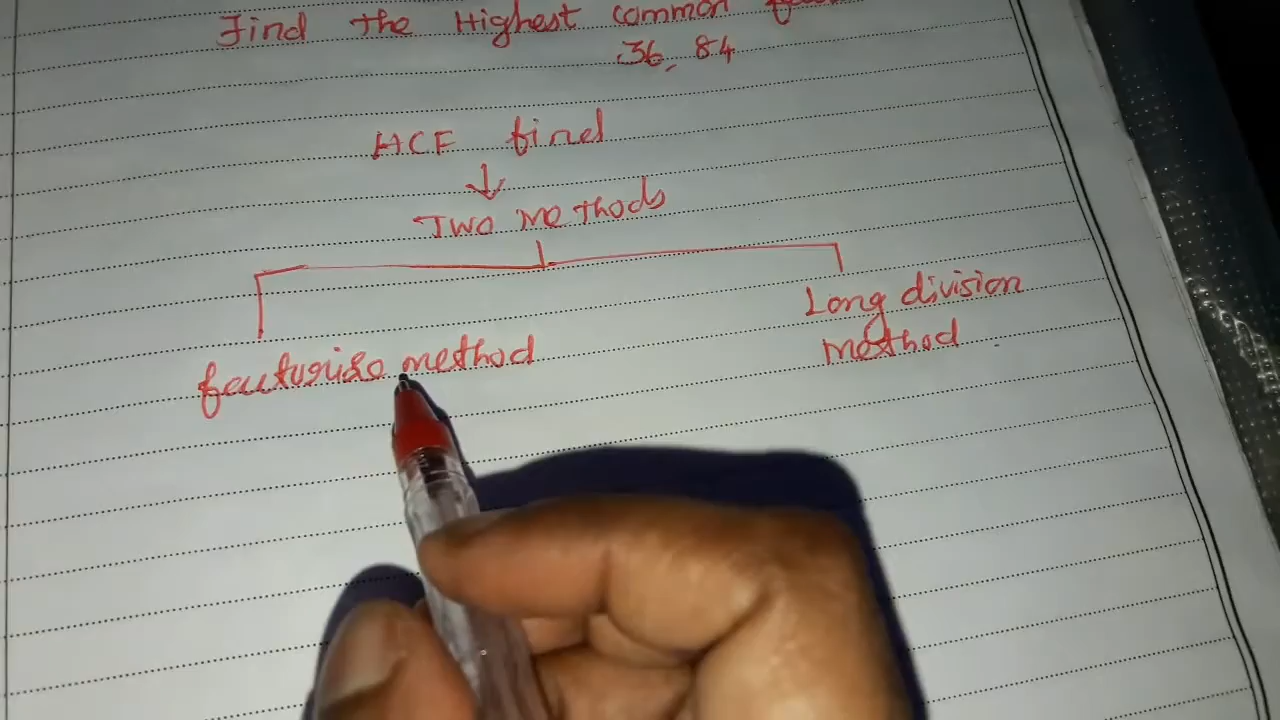 Find the Highest common
36, 84
HCF find
↓
Two Methods
Long division
method
factorise method